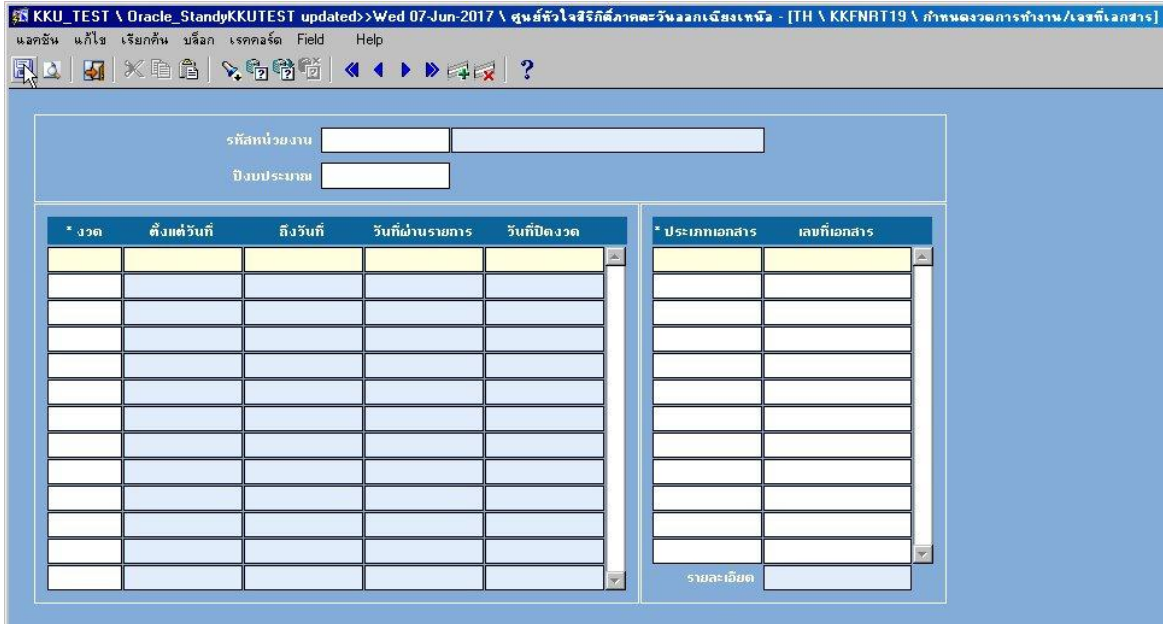 KKU_TEST \ Oracle_StandyKKUTEST updated>>Wed 07-Jun-2017 \ ศูนย์หัวใจสิริกิติ์ภาคตะวันออกเฉียงเหนือ - [TH \ KKFNRT19 \ กำหนดงวดการทำงาน/เลขที่เอกสาร]
แอคชัน แก้ไข เรียกค้น บล็อก เรคคอร์ด Field Help
รหัสหน่วยงาน
ปีงบประมาณ
* งวด ตั้งแต่วันที่ ถึงวันที่ วันที่ผ่านรายการ วันที่ปิดงวด * ประเภทเอกสาร เลขที่เอกสาร
รายละเอียด